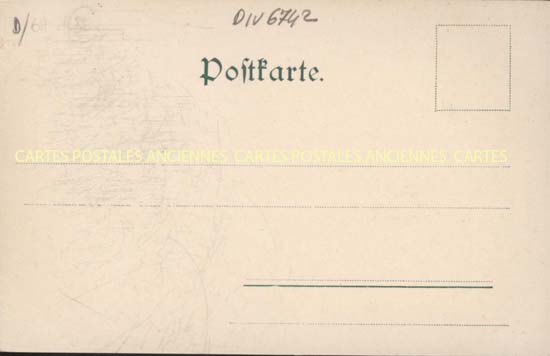 D/
DIV6742
Postkarte.
CARTES POSTALES ANCIENNES CARTES POSTALES ANCIENNES CARTES